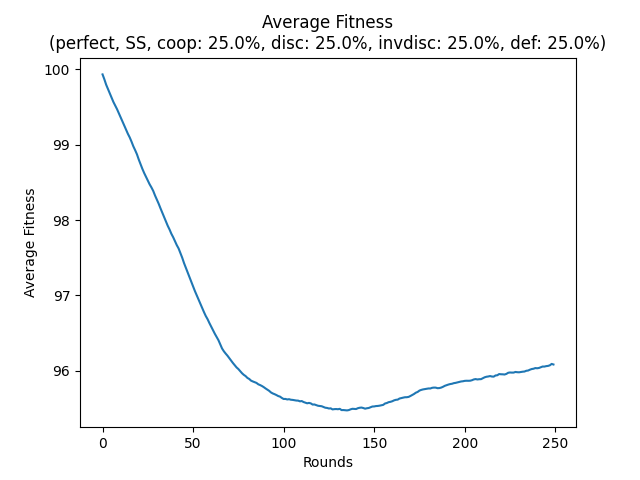 Average Fitness
(perfect, SS, coop: 25.0%, disc: 25.0%, invdisc: 25.0%, def: 25.0%)
100
99
98
97
96
Average Fitness
0 50 100 150 200 250
Rounds